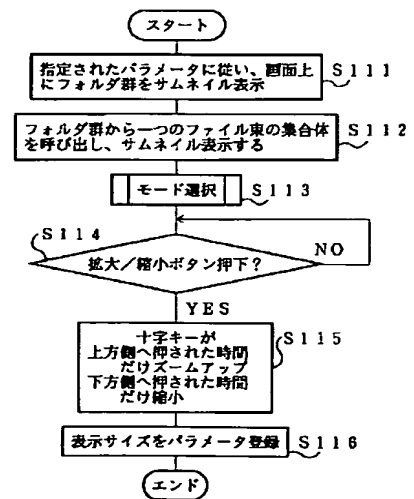 スタート
指定されたパラメータに従い、画面上
にフォルダ群をサムネイル表示
S111
フォルダ群から一つのファイル束の集合体
を呼び出し、サムネイル表示する
S112
モード選択
S113
S114
拡大/縮小ボタン押下?
NO
YES
十字キーが
上方側へ押された時間
だけズームアップ
下方側へ押された時間
だけ縮小
S115
表示サイズをパラメータ登録
S116
エンド